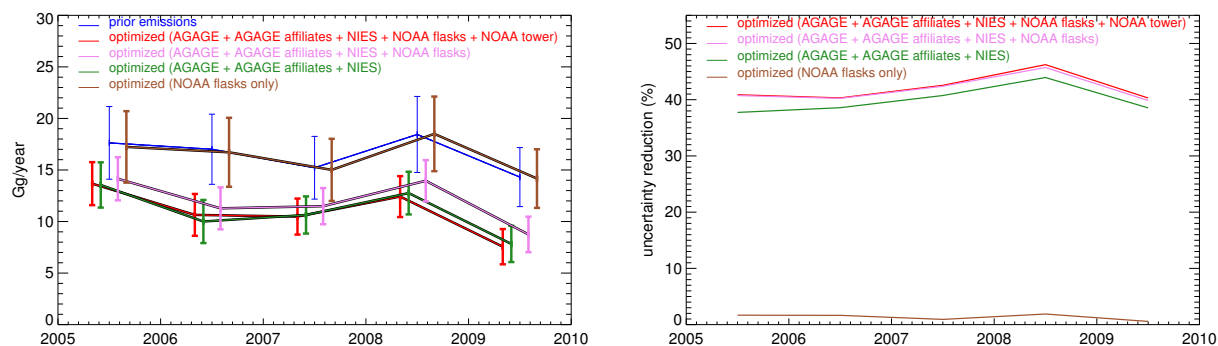 30
25
20
15
10
5
0
Gg/year
prior emissions
optimized (AGAGE + AGAGE affiliates + NIES + NOAA flasks + NOAA tower)
optimized (AGAGE + AGAGE affiliates + NIES + NOAA flasks)
optimized (AGAGE + AGAGE affiliates + NIES)
optimized (NOAA flasks only)
2005 2006 2007 2008 2009 2010
50
40
30
20
10
0
uncertainty reduction (%)
optimized (AGAGE + AGAGE affiliates + NIES + NOAA flasks + NOAA tower)
optimized (AGAGE + AGAGE affiliates + NIES + NOAA flasks)
optimized (AGAGE + AGAGE affiliates + NIES)
optimized (NOAA flasks only)
2005 2006 2007 2008 2009 2010